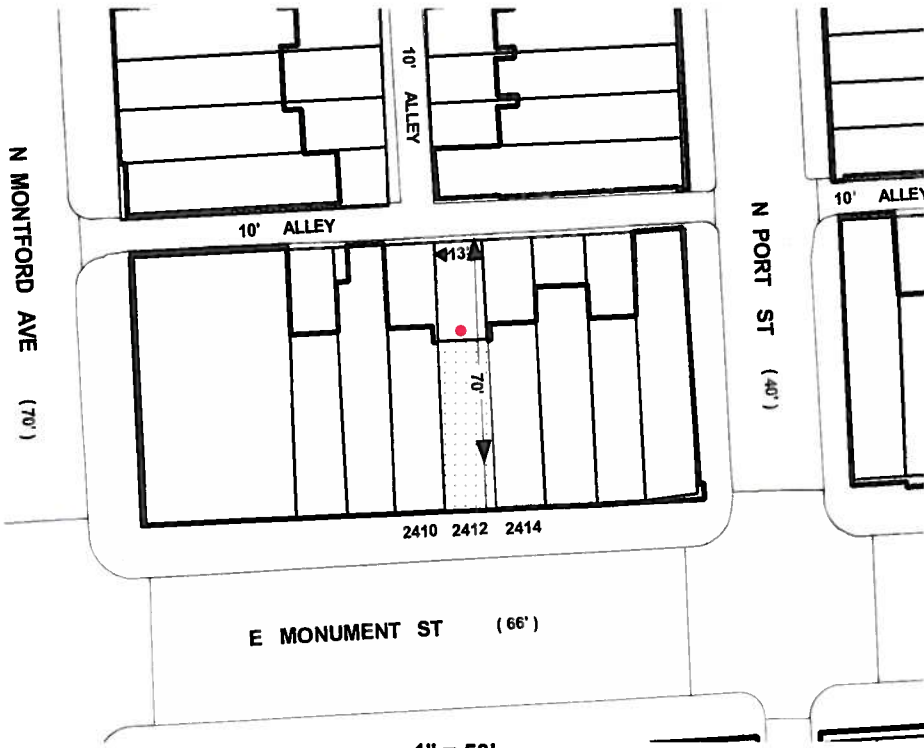 10' ALLEY
N MONTFORD AVE (70')
10' ALLEY
13'
70'
N PORT ST (40')
10' ALLEY
2410 2412 2414
E MONUMENT ST (66')